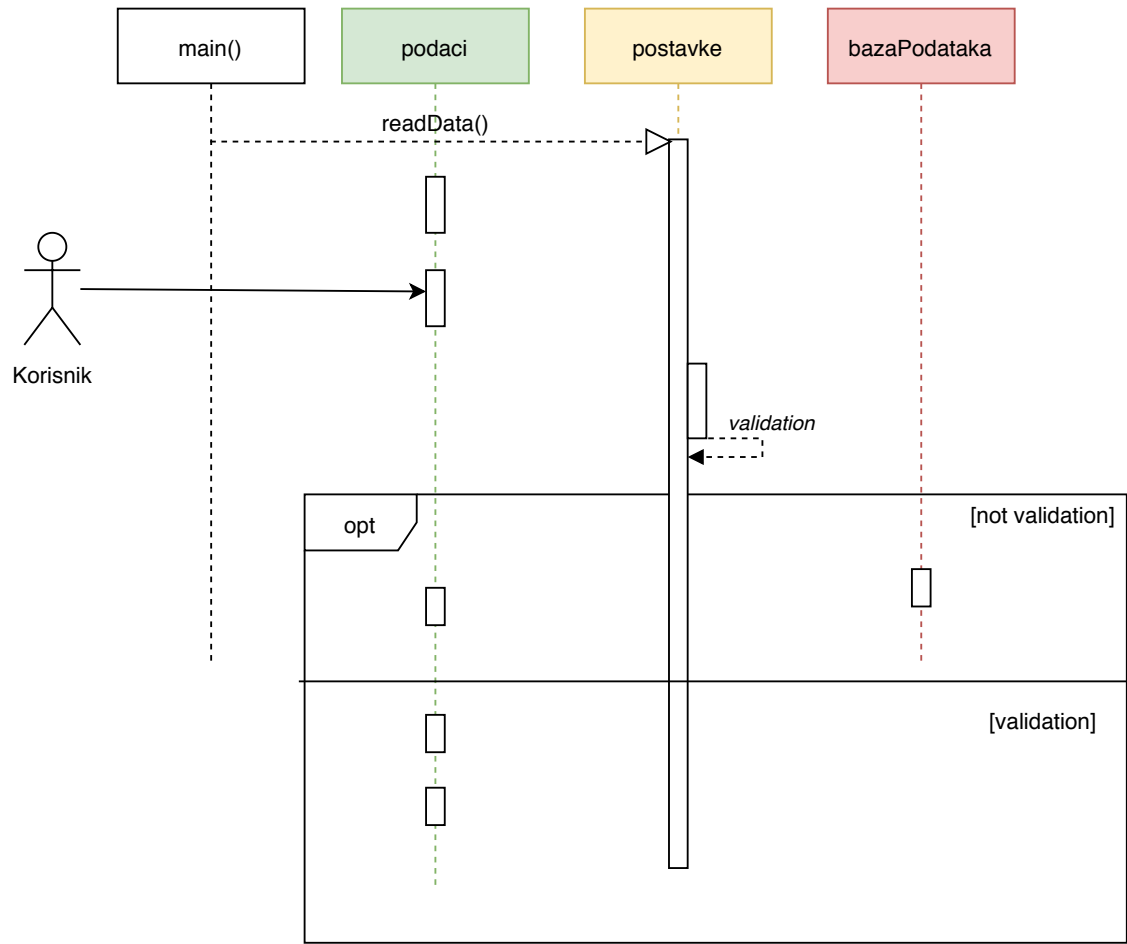 main()
podaci
postavke
bazaPodataka
readData()
Korisnik
validation
opt
[not validation]
[validation]